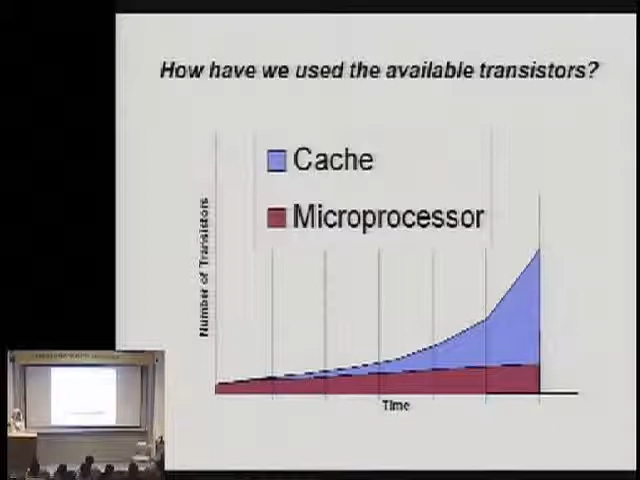 How have we used the available transistors?
Cache
Microprocessor
Number of Transistors
Time